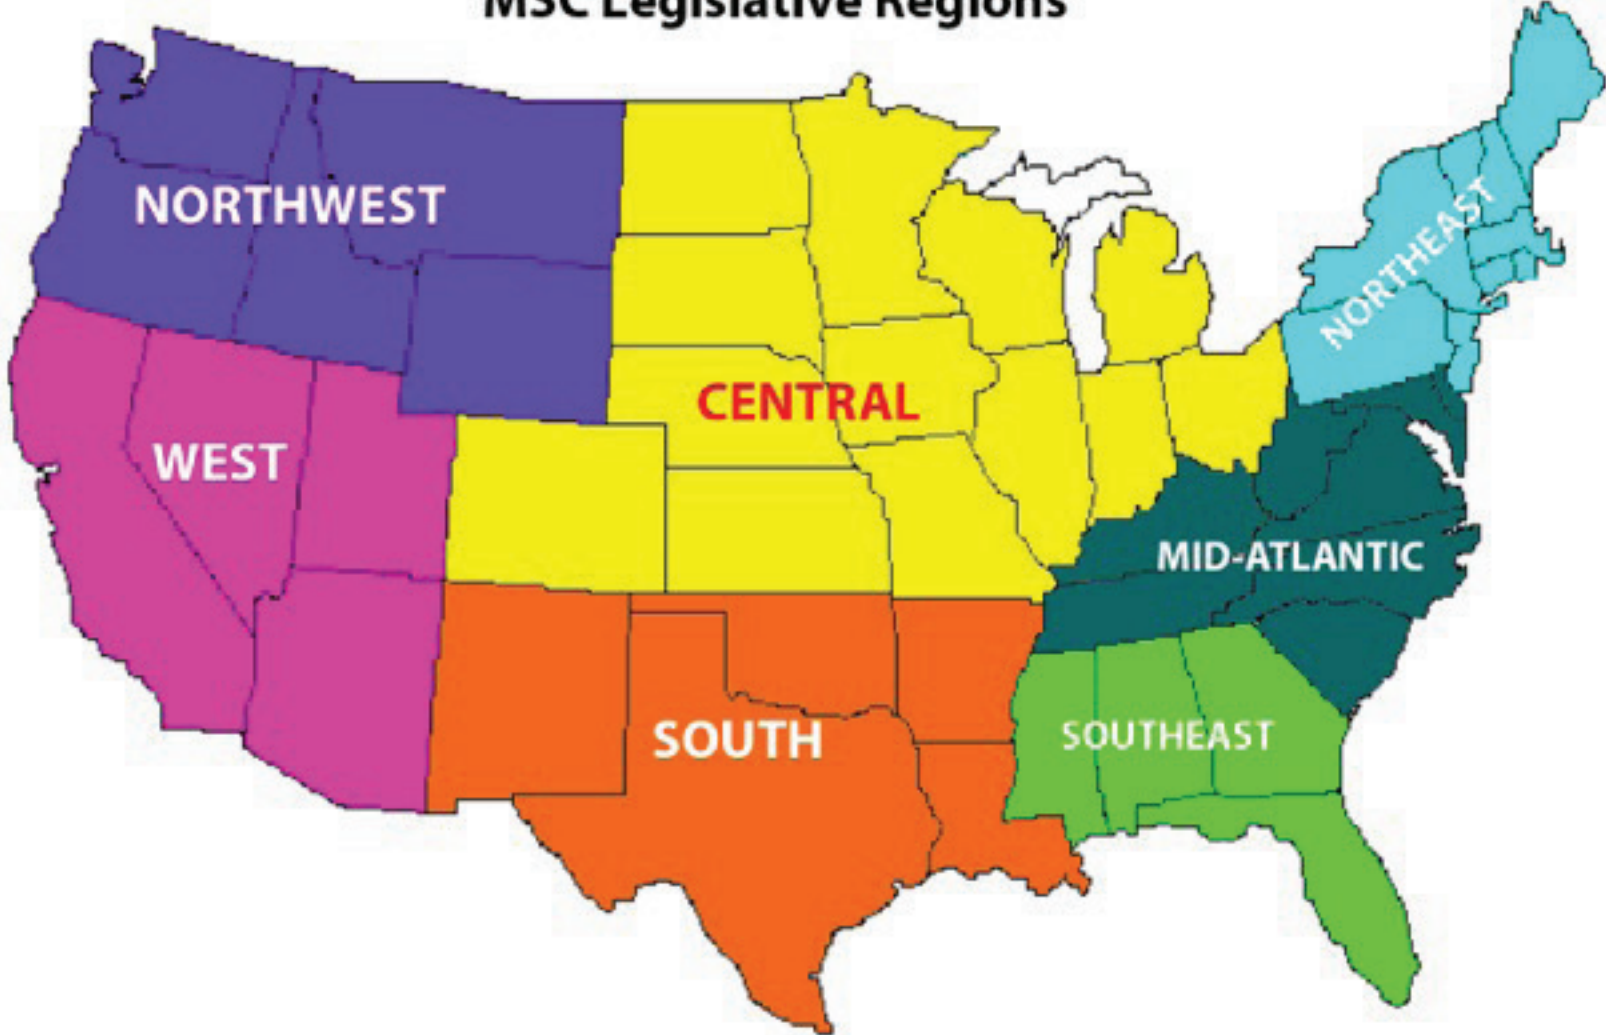 MSC Legislative Regions
NORTHWEST
NORTHEAST
CENTRAL
WEST
MID-ATLANTIC
SOUTH
SOUTHEAST